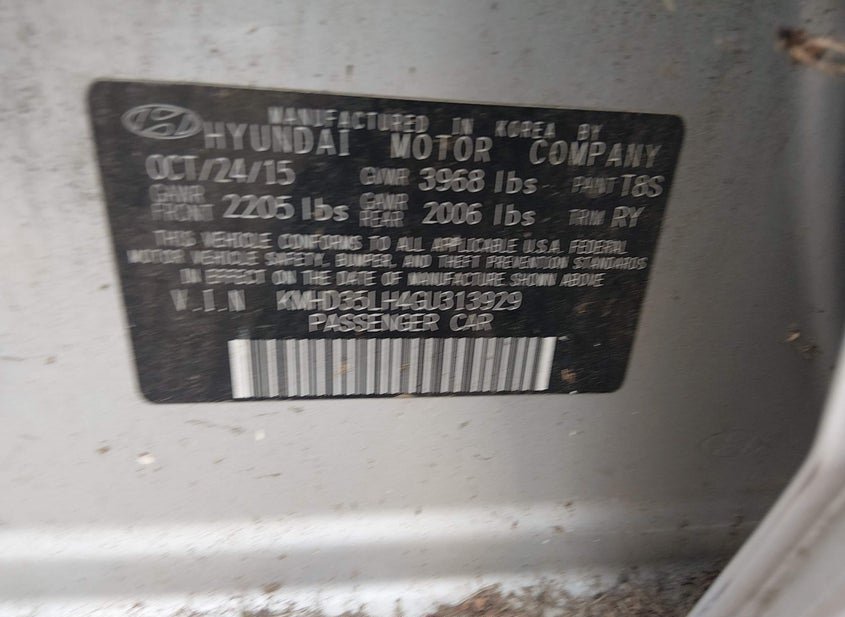 MANUFACTURED IN KOREA BY
HYUNDAI MOTOR COMPANY
OCT/24/15 GVWR 3968 lbs PAINT T8S
GAWR FRONT 2205 lbs GAWR REAR 2006 lbs TRIM RY
THIS VEHICLE CONFORMS TO ALL APPLICABLE U.S.A. FEDERAL
MOTOR VEHICLE SAFETY, BUMPER, AND THEFT PREVENTION STANDARDS
IN EFFECT ON THE DATE OF MANUFACTURE SHOWN ABOVE
V.I.N KMHD35LH4GU313929
PASSENGER CAR